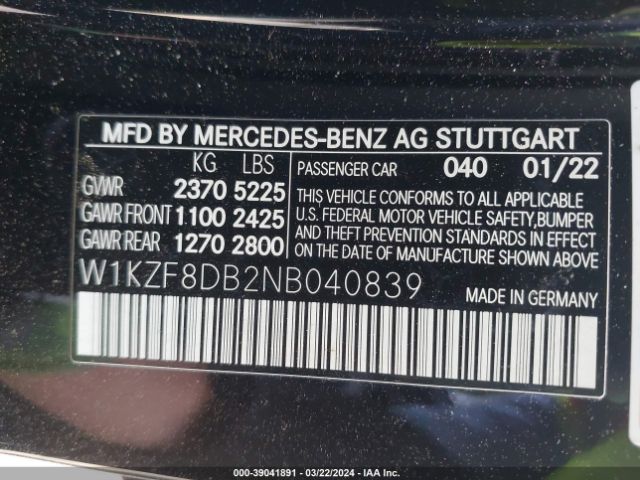 MFD BY MERCEDES-BENZ AG STUTTGART
KG LBS
GVWR 2370 5225
GAWR FRONT 1100 2425
GAWR REAR 1270 2800
PASSENGER CAR 040 01/22
THIS VEHICLE CONFORMS TO ALL APPLICABLE
U.S. FEDERAL MOTOR VEHICLE SAFETY, BUMPER
AND THEFT PREVENTION STANDARDS IN EFFECT
ON THE DATE OF MANUFACTURE SHOWN ABOVE.
W1KZF8DB2NB040839 MADE IN GERMANY
000-39041891 - 03/22/2024 - IAA Inc.